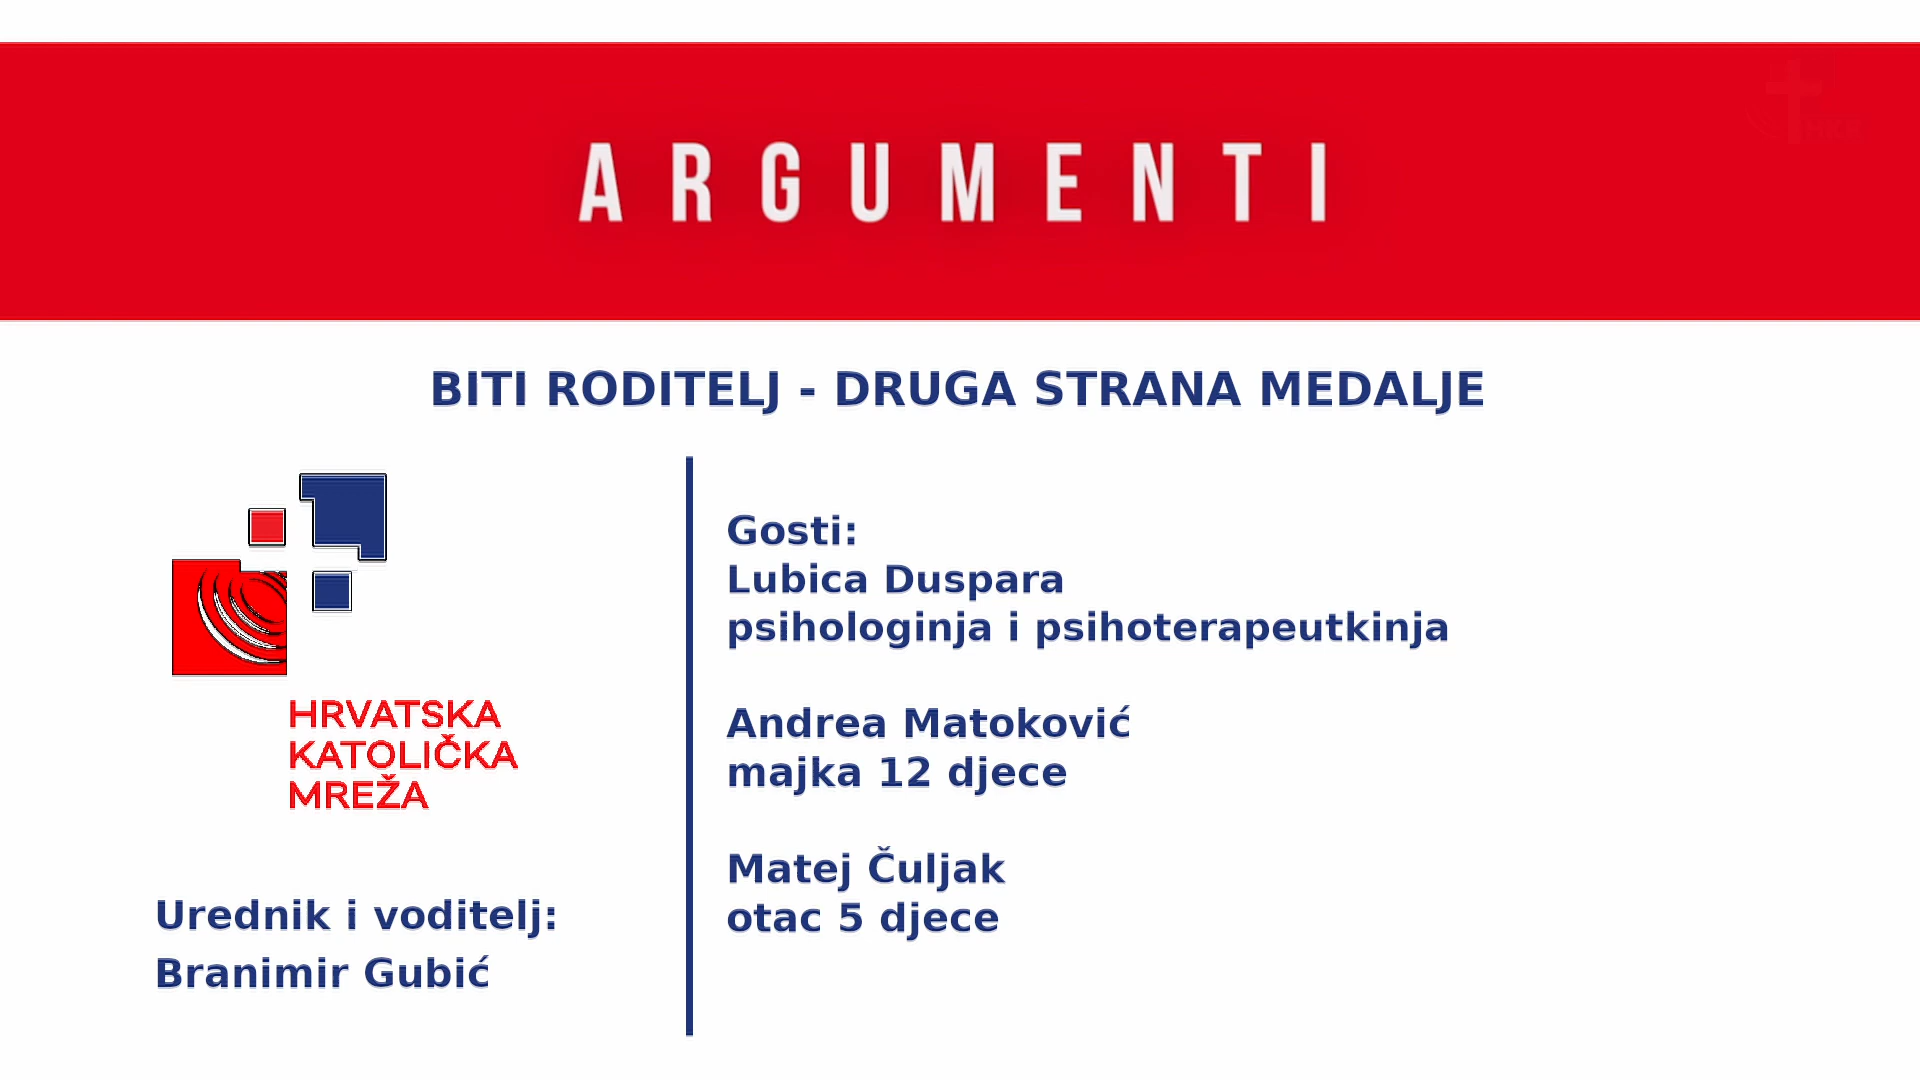 ARGUMENTI
BITI RODITELJ - DRUGA STRANA MEDALJE
HRVATSKA
KATOLIČKA
MREŽA
Urednik i voditelj:
Branimir Gubić
Gosti:
Lubica Duspara
psihologinja i psihoterapeutkinja
Andrea Matoković
majka 12 djece
Matej Čuljak
otac 5 djece